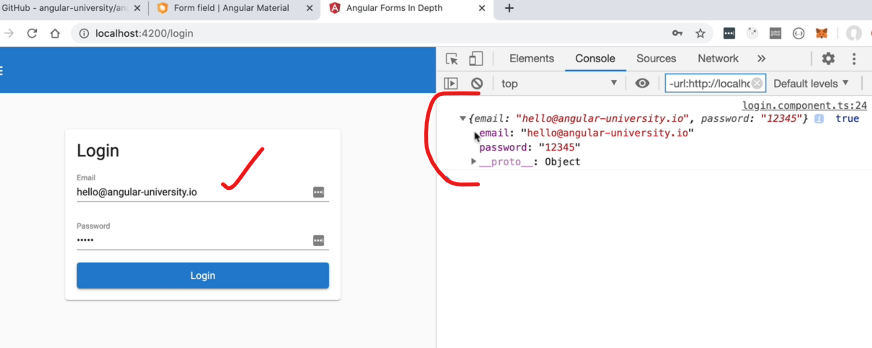 GitHub - angular-university/an
Form field | Angular Material
Angular Forms In Depth
localhost:4200/login
Elements Console Sources Network
top
-url:http://localhc
Default levels
login.component.ts:24
{email: "hello@angular-university.io", password: "12345"} i true
email: "hello@angular-university.io"
password: "12345"
__proto__: Object
Login
Email
hello@angular-university.io
Password
•••••
Login